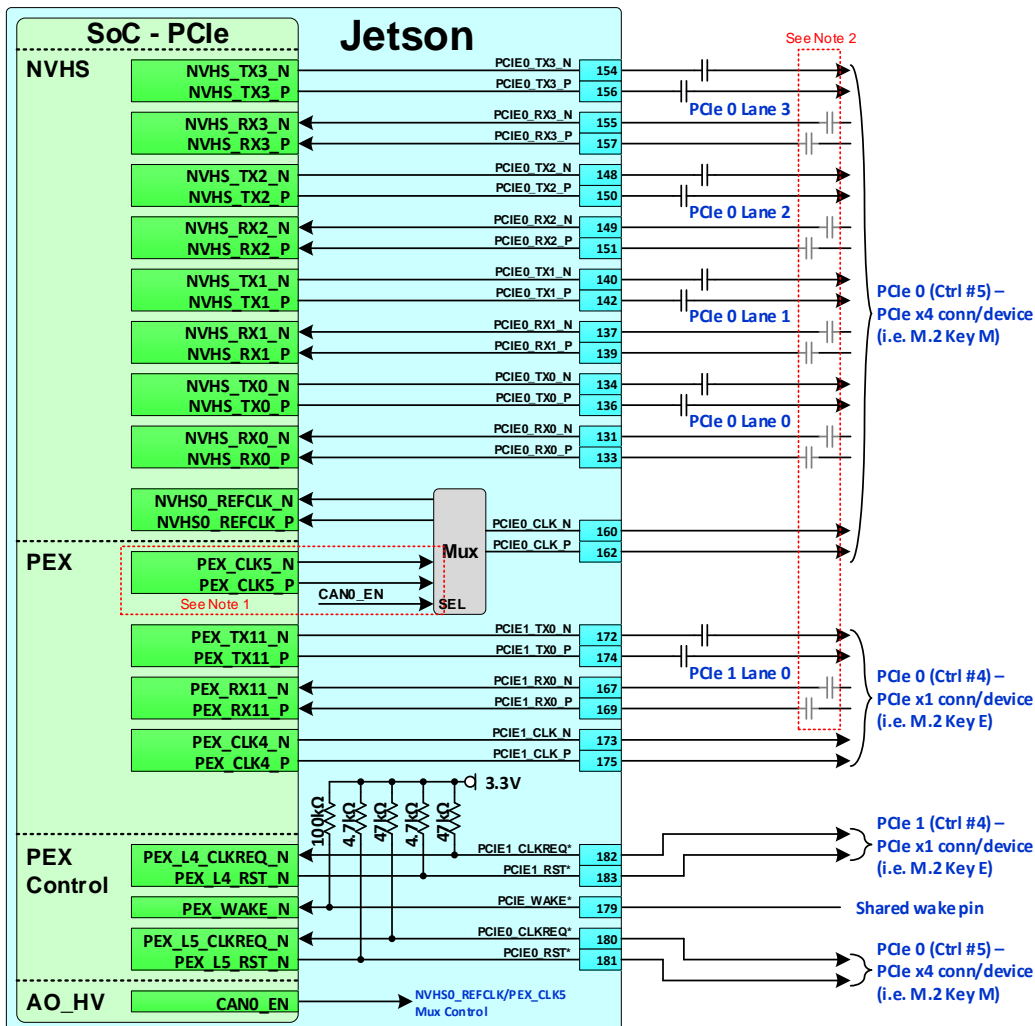 SoC - PCIe
Jetson
See Note 2
NVHS
NVHS_TX3_N
PCIE0_TX3_N
154
NVHS_TX3_P
PCIE0_TX3_P
156
PCIe 0 Lane 3
NVHS_RX3_N
PCIE0_RX3_N
155
NVHS_RX3_P
PCIE0_RX3_P
157
NVHS_TX2_N
PCIE0_TX2_N
148
NVHS_TX2_P
PCIE0_TX2_P
150
PCIe 0 Lane 2
NVHS_RX2_N
PCIE0_RX2_N
149
NVHS_RX2_P
PCIE0_RX2_P
151
NVHS_TX1_N
PCIE0_TX1_N
140
NVHS_TX1_P
PCIE0_TX1_P
142
PCIe 0 Lane 1
NVHS_RX1_N
PCIE0_RX1_N
137
NVHS_RX1_P
PCIE0_RX1_P
139
NVHS_TX0_N
PCIE0_TX0_N
134
NVHS_TX0_P
PCIE0_TX0_P
136
PCIe 0 Lane 0
NVHS_RX0_N
PCIE0_RX0_N
131
NVHS_RX0_P
PCIE0_RX0_P
133
PCIe 0 (Ctrl #5) –
PCIe x4 conn/device
(i.e. M.2 Key M)
NVHS0_REFCLK_N
NVHS0_REFCLK_P
Mux
PCIE0_CLK_N
160
PCIE0_CLK_P
162
PEX
PEX_CLK5_N
PEX_CLK5_P
CAN0_EN
SEL
See Note 1
PEX_TX11_N
PCIE1_TX0_N
172
PEX_TX11_P
PCIE1_TX0_P
174
PCIe 1 Lane 0
PEX_RX11_N
PCIE1_RX0_N
167
PEX_RX11_P
PCIE1_RX0_P
169
PEX_CLK4_N
PCIE1_CLK_N
173
PEX_CLK4_P
PCIE1_CLK_P
175
PCIe 0 (Ctrl #4) –
PCIe x1 conn/device
(i.e. M.2 Key E)
3.3V
100kΩ
4.7kΩ
47kΩ
4.7kΩ
47kΩ
PEX
Control
PEX_L4_CLKREQ_N
PCIE1_CLKREQ*
182
PEX_L4_RST_N
PCIE1_RST*
183
PCIe 1 (Ctrl #4) –
PCIe x1 conn/device
(i.e. M.2 Key E)
PEX_WAKE_N
PCIE_WAKE*
179
Shared wake pin
PEX_L5_CLKREQ_N
PCIE0_CLKREQ*
180
PEX_L5_RST_N
PCIE0_RST*
181
PCIe 0 (Ctrl #5) –
PCIe x4 conn/device
(i.e. M.2 Key M)
AO_HV
CAN0_EN
NVHS0_REFCLK/PEX_CLK5
Mux Control